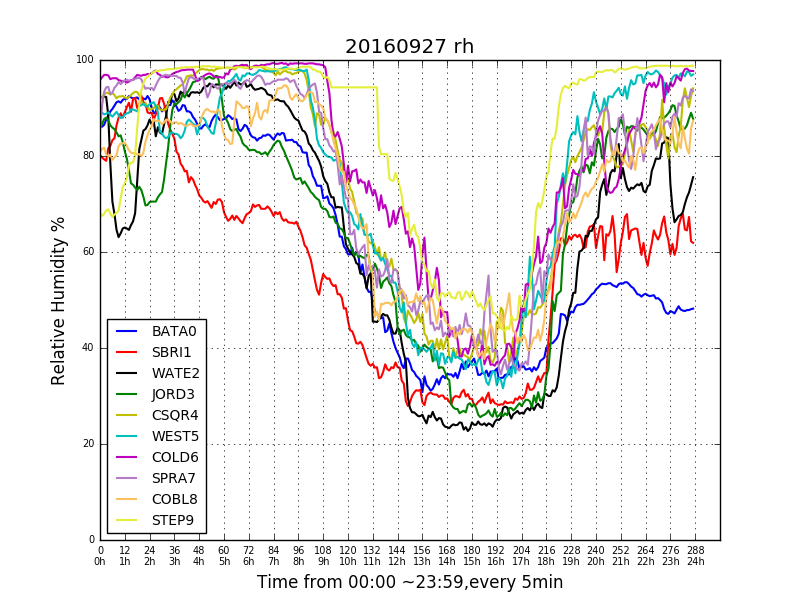 20160927 rh
100
80
60
40
20
0
Relative Humidity %
BATA0
SBRI1
WATE2
JORD3
CSQR4
WEST5
COLD6
SPRA7
COBL8
STEP9
0 12 24 36 48 60 72 84 96 108 120 132 144 156 168 180 192 204 216 228 240 252 264 276 288
0h 1h 2h 3h 4h 5h 6h 7h 8h 9h 10h 11h 12h 13h 14h 15h 16h 17h 18h 19h 20h 21h 22h 23h 24h
Time from 00:00 ~23:59,every 5min